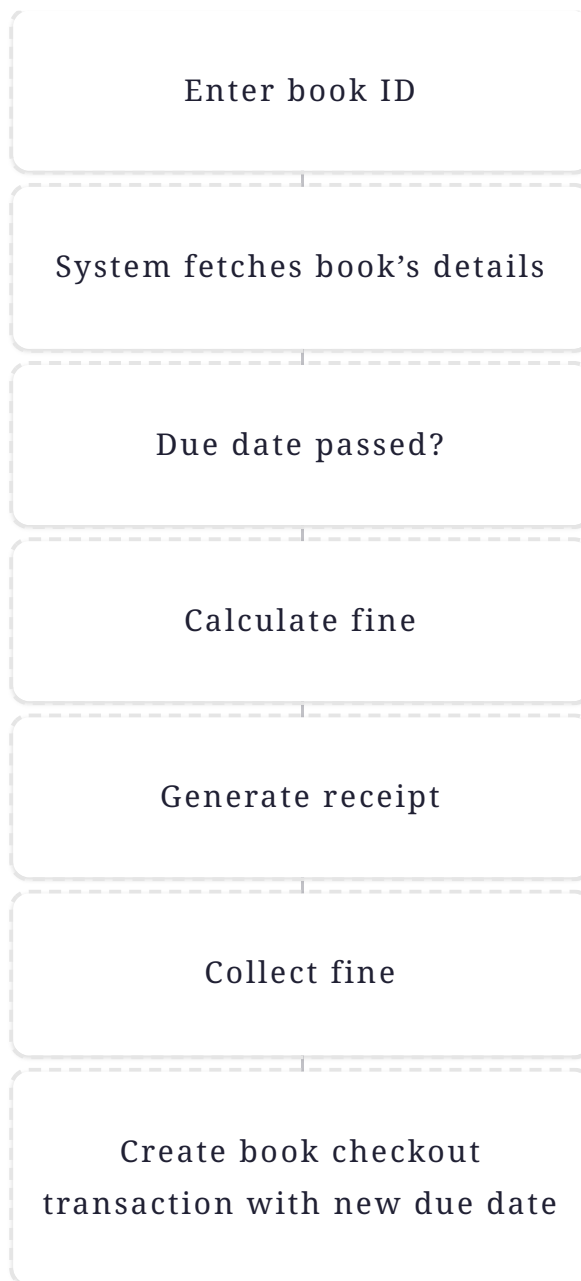 Enter book ID
System fetches book’s details
Due date passed?
Calculate fine
Generate receipt
Collect fine
Create book checkout
transaction with new due date